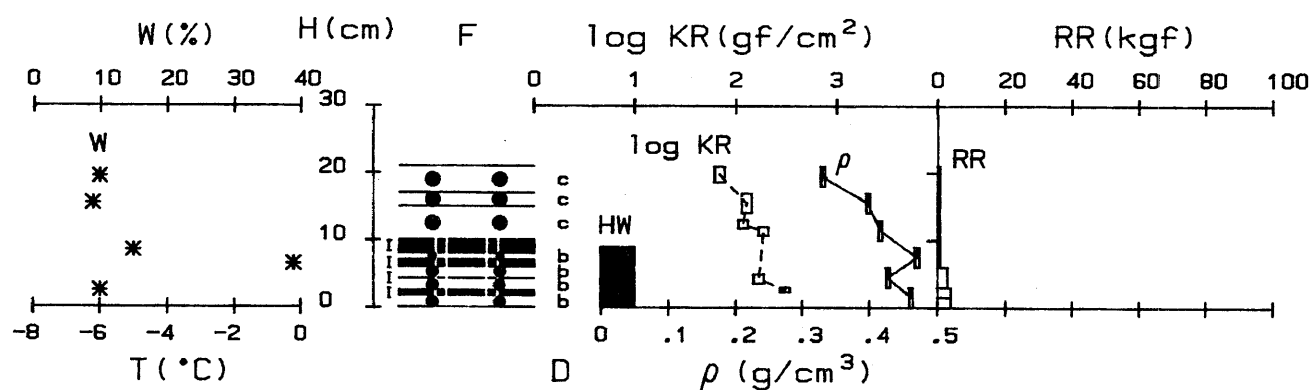 W(%) H(cm) F log KR(gf/cm²) RR(kgf)
0 10 20 30 40 0 1 2 3 0 20 40 60 80 100
30
W log KR ρ RR
20
c
c
HW
c
10
I b
I b
I b
I b
0
-8 -6 -4 -2 0 0 .1 .2 .3 .4 .5
T(°C) D ρ (g/cm³)